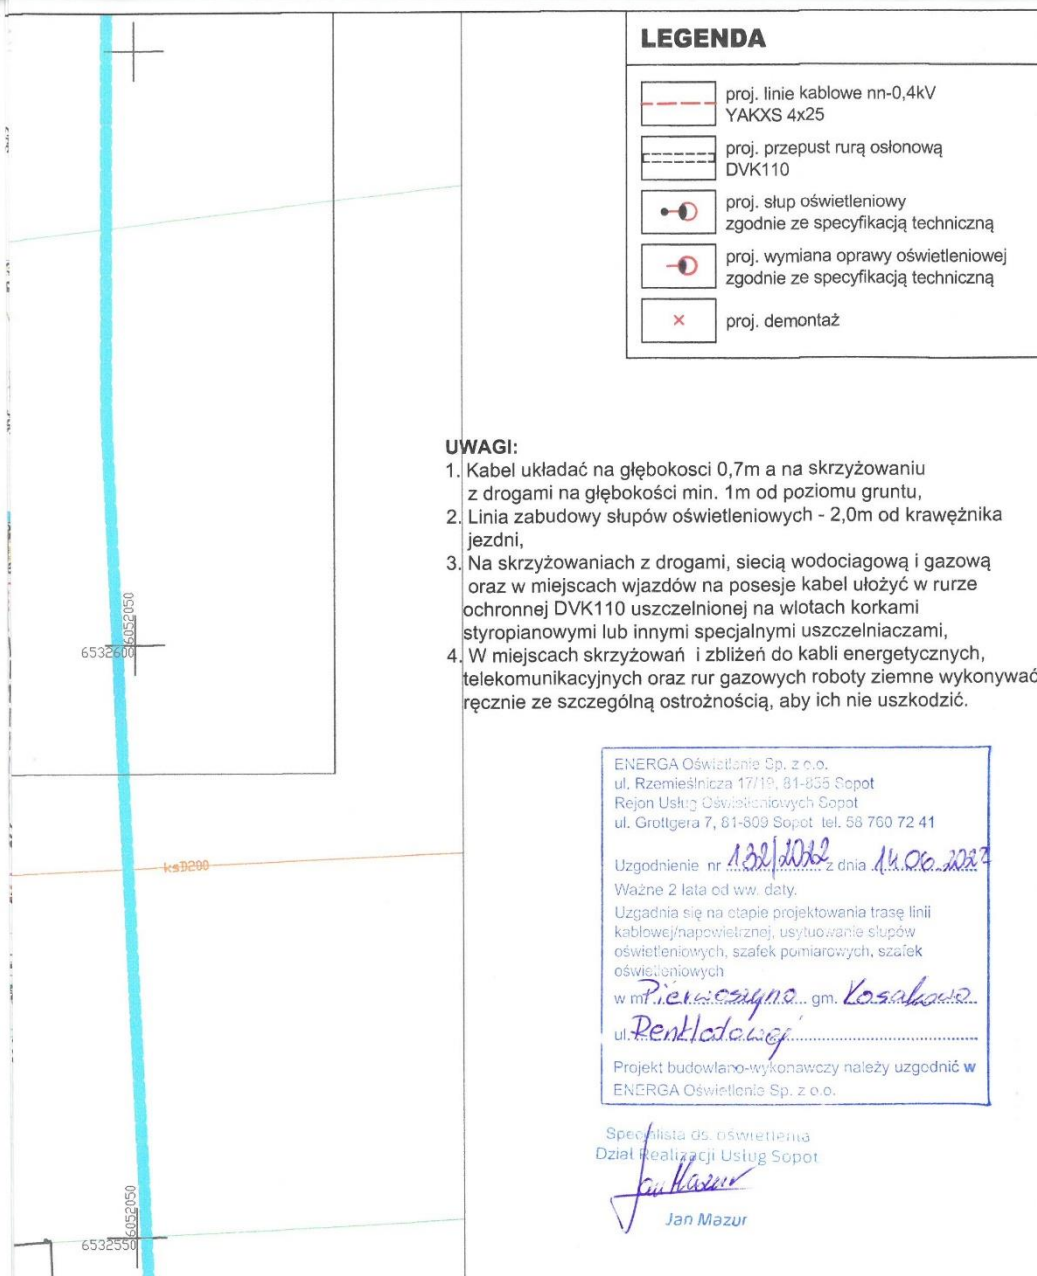 LEGENDA
proj. linie kablowe nn-0,4kV
YAKXS 4x25
proj. przepust rurą osłonową
DVK110
proj. słup oświetleniowy
zgodnie ze specyfikacją techniczną
proj. wymiana oprawy oświetleniowej
zgodnie ze specyfikacją techniczną
proj. demontaż
UWAGI:
1. Kabel układać na głębokosci 0,7m a na skrzyżowaniu
z drogami na głębokości min. 1m od poziomu gruntu,
2. Linia zabudowy słupów oświetleniowych - 2,0m od krawężnika
jezdni,
3. Na skrzyżowaniach z drogami, siecią wodociagową i gazową
oraz w miejscach wjazdów na posesje kabel ułożyć w rurze
ochronnej DVK110 uszczelnionej na wlotach korkami
styropianowymi lub innymi specjalnymi uszczelniaczami,
4. W miejscach skrzyżowań i zbliżeń do kabli energetycznych,
telekomunikacyjnych oraz rur gazowych roboty ziemne wykonywać
ręcznie ze szczególną ostrożnością, aby ich nie uszkodzić.
6052050
6532600
ksD200
6052050
6532550
ENERGA Oświetlenie Sp. z o.o.
ul. Rzemieślnicza 17/19, 81-855 Sopot
Rejon Usług Oświetleniowych Sopot
ul. Grottgera 7, 81-809 Sopot tel. 58 760 72 41
Uzgodnienie nr 132/2022 z dnia 14.06.2022
Ważne 2 lata od ww. daty.
Uzgadnia się na etapie projektowania trasę linii
kablowej/napowietrznej, usytuowanie słupów
oświetleniowych, szafek pomiarowych, szafek
oświetleniowych
w m. Pierwoszyno gm. Kosakowo
ul. Renklodowej
Projekt budowlano-wykonawczy należy uzgodnić w
ENERGA Oświetlenie Sp. z o.o.
Specjalista ds. oświetlenia
Dział Realizacji Usług Sopot
Jan Mazur
Jan Mazur